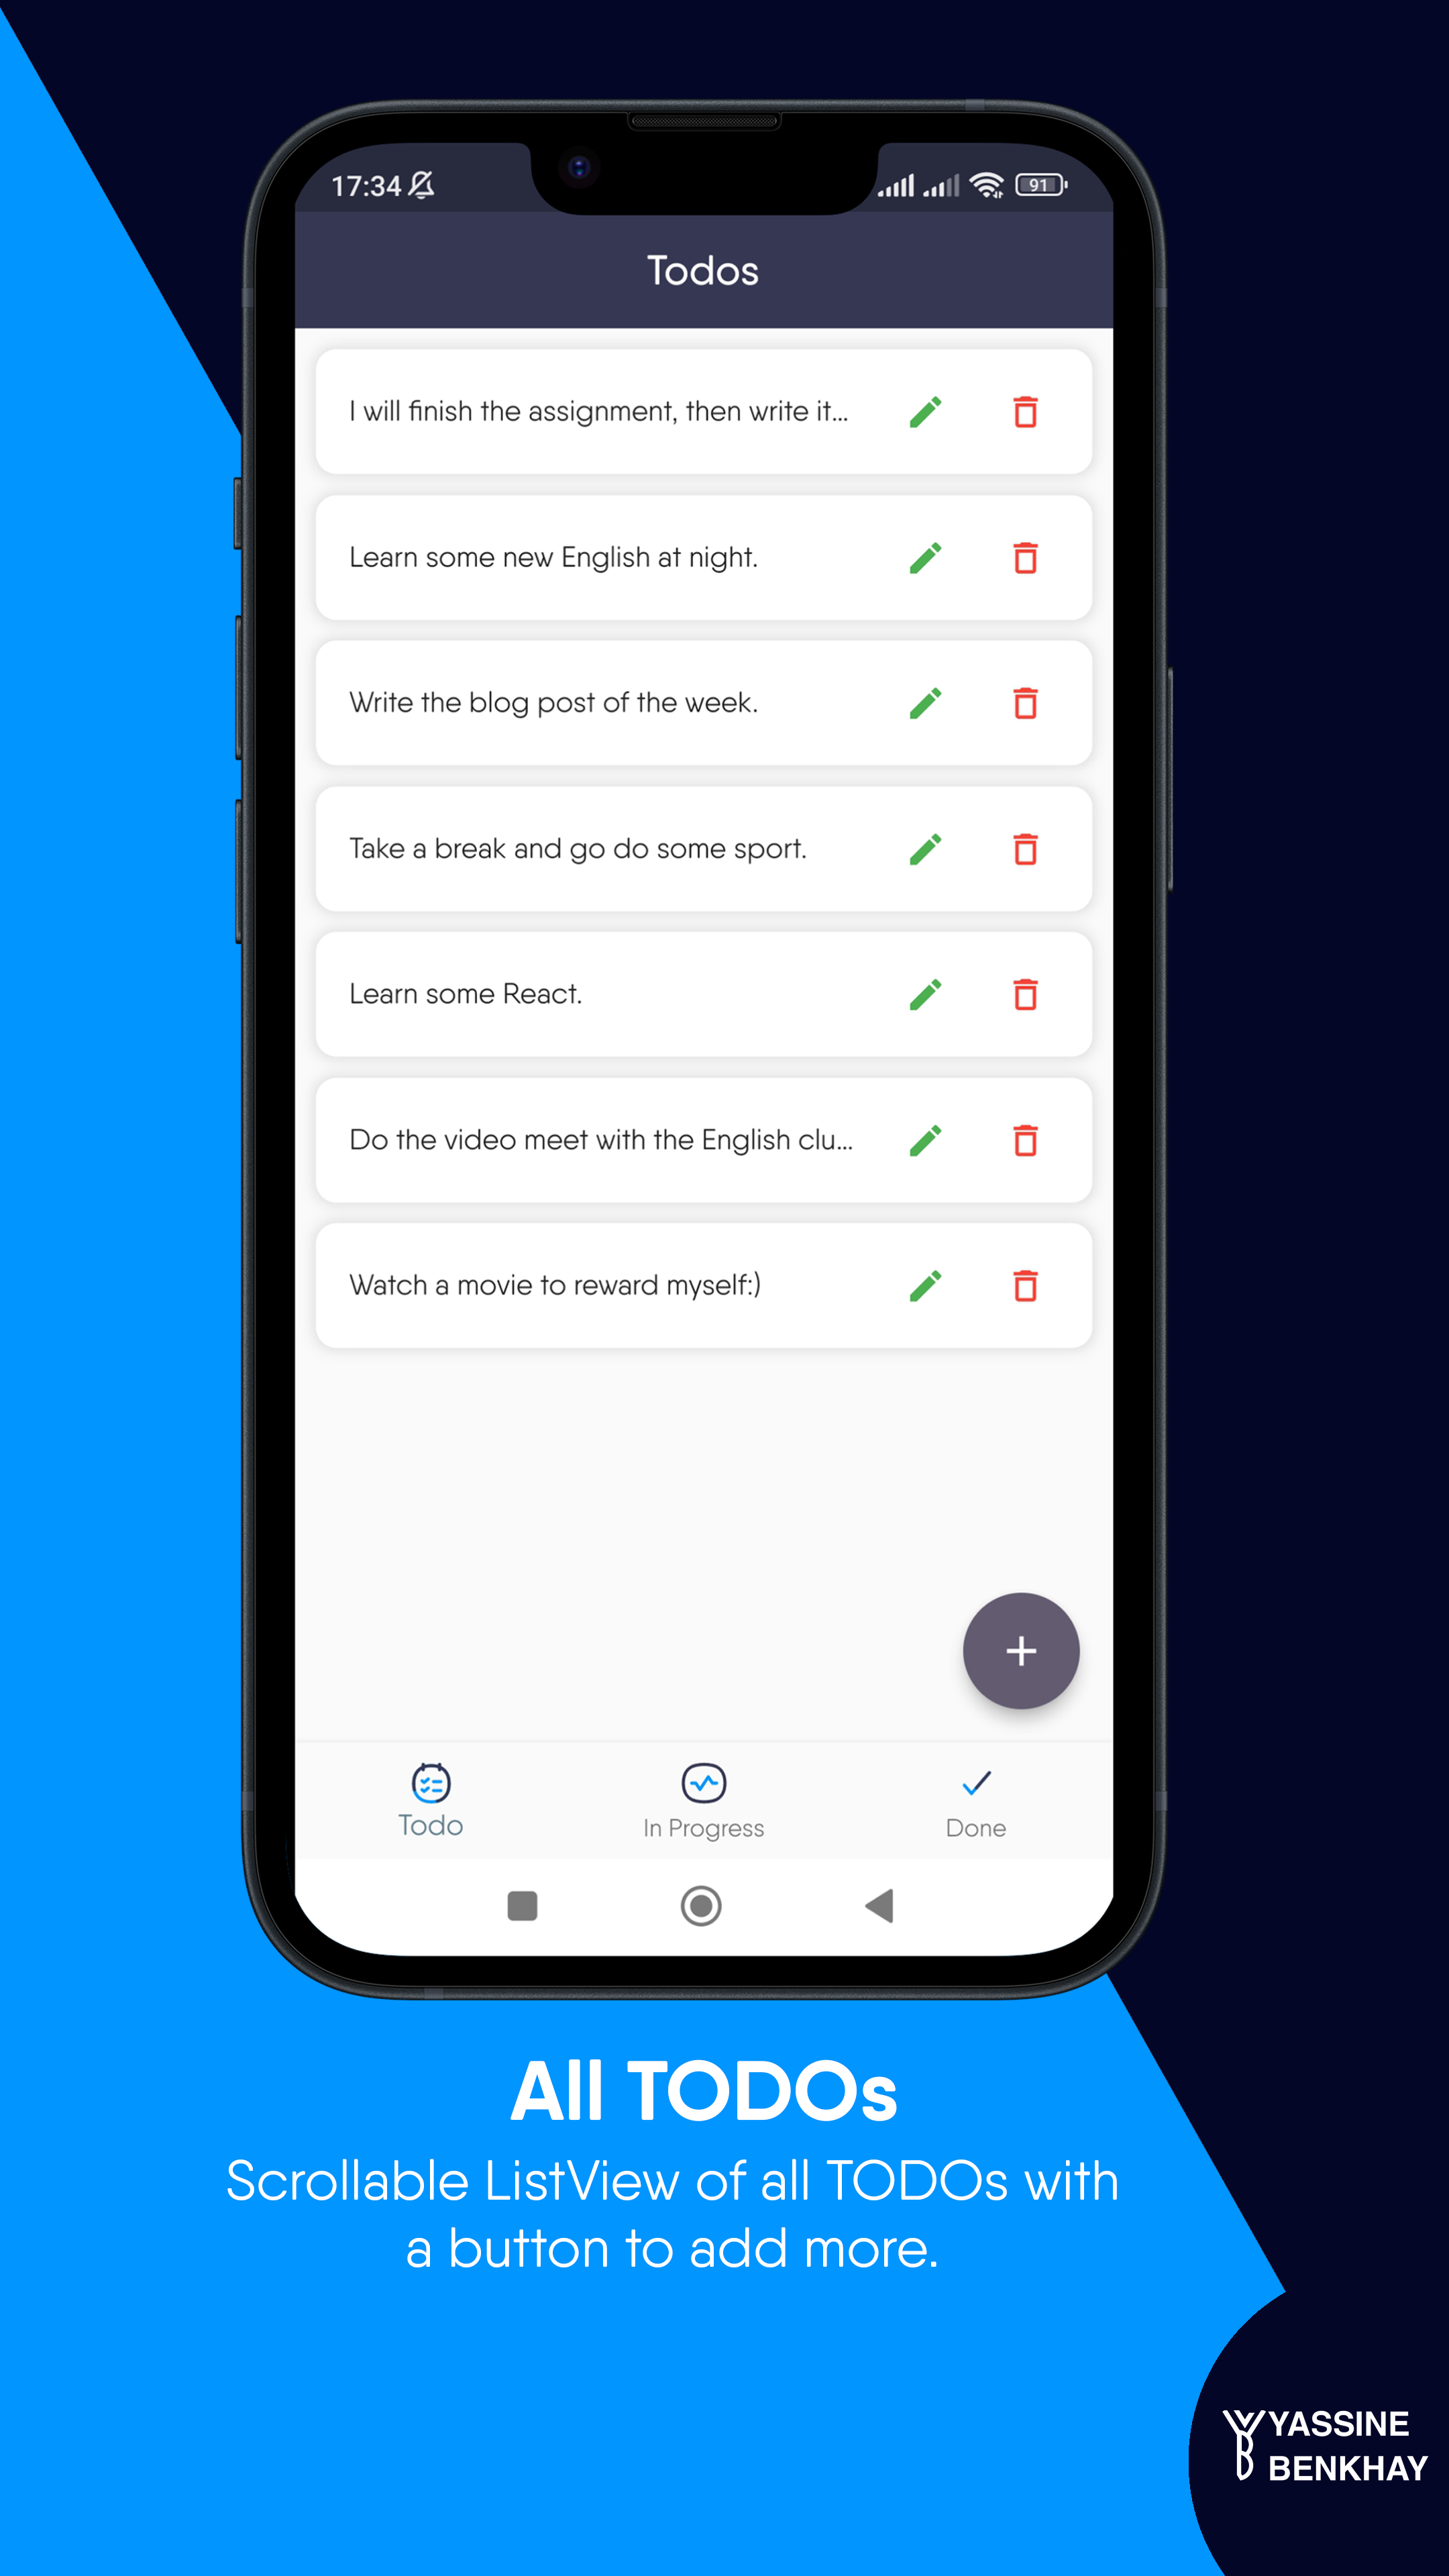 17:34
91
Todos
I will finish the assignment, then write it...
Learn some new English at night.
Write the blog post of the week.
Take a break and go do some sport.
Learn some React.
Do the video meet with the English clu...
Watch a movie to reward myself:)
+
Todo
In Progress
Done
All TODOs
Scrollable ListView of all TODOs with
a button to add more.
YASSINE
BENKHAY